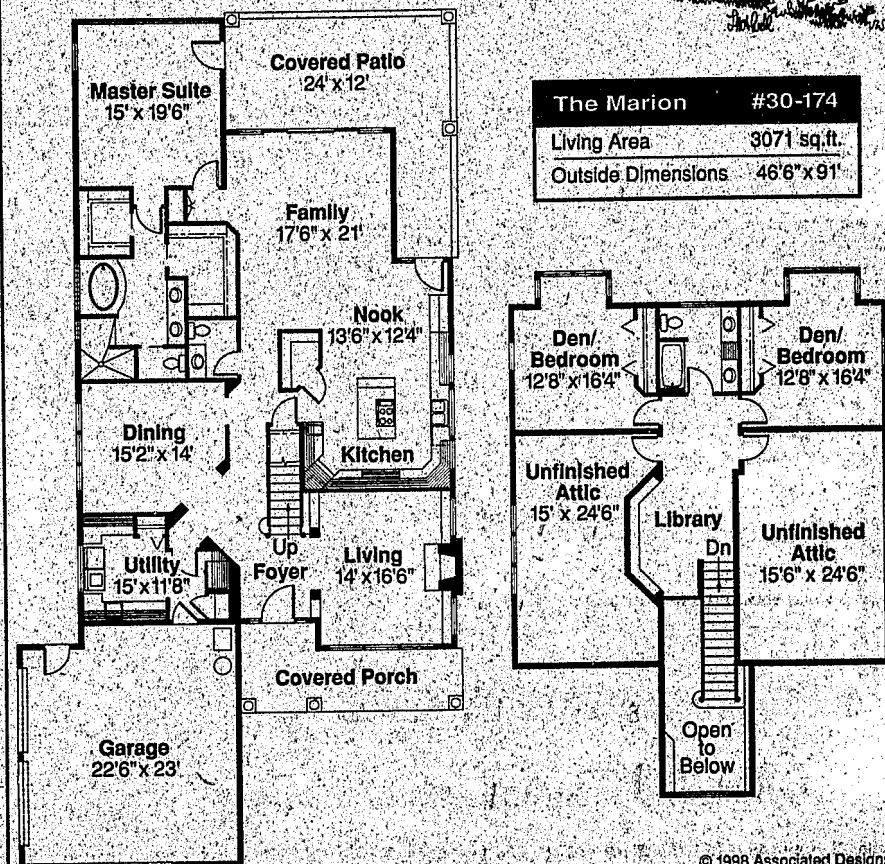 Master Suite
15' x 19'6"
Covered Patio
24' x 12'
The Marion #30-174
Living Area 3071 sq.ft.
Outside Dimensions 46'6" x 91'
Family
17'6" x 21'
Nook
13'6" x 12'4"
Kitchen
Dining
15'2" x 14'
Utility
15' x 11'8"
Up
Foyer
Living
14' x 16'6"
Covered Porch
Garage
22'6" x 23'
Den/
Bedroom
12'8" x 16'4"
Den/
Bedroom
12'8" x 16'4"
Unfinished
Attic
15' x 24'6"
Library
Dn
Unfinished
Attic
15'6" x 24'6"
Open
to
Below
© 1998 Associated Design